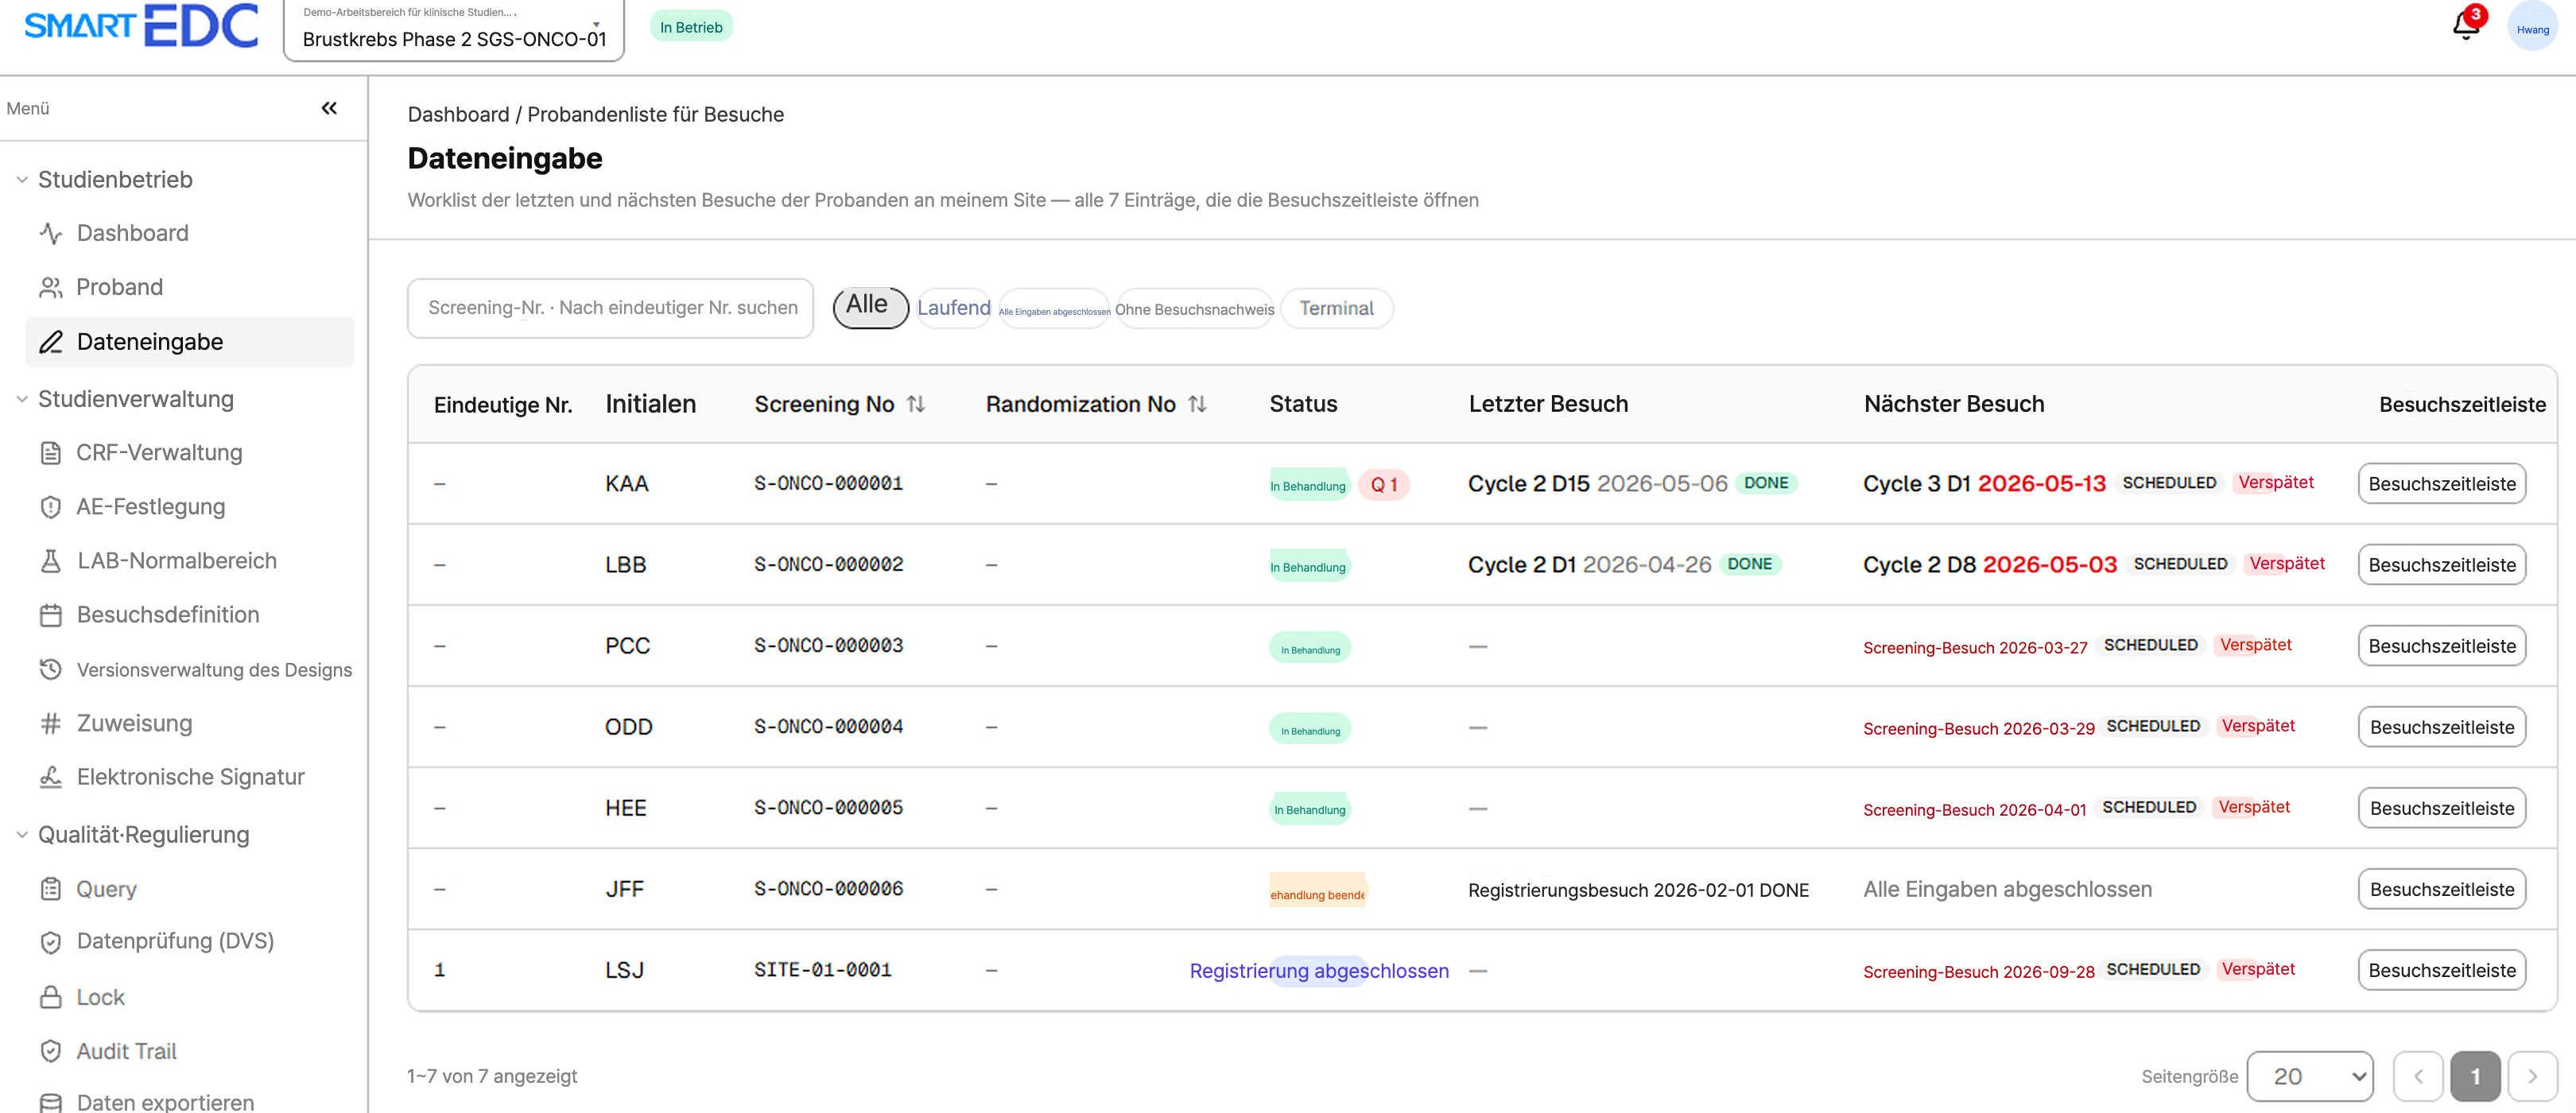 SMART EDC
Demo-Arbeitsbereich für klinische Studien...
Brustkrebs Phase 2 SGS-ONCO-01
In Betrieb
3
Hwang
Menü
Studienbetrieb
Dashboard
Proband
Dateneingabe
Studienverwaltung
CRF-Verwaltung
AE-Festlegung
LAB-Normalbereich
Besuchsdefinition
Versionsverwaltung des Designs
Zuweisung
Elektronische Signatur
Qualität·Regulierung
Query
Datenprüfung (DVS)
Lock
Audit Trail
Daten exportieren
Dashboard / Probandenliste für Besuche
Dateneingabe
Worklist der letzten und nächsten Besuche der Probanden an meinem Site — alle 7 Einträge, die die Besuchszeitleiste öffnen
Screening-Nr. · Nach eindeutiger Nr. suchen
Alle Laufend Alle Eingaben abgeschlossen Ohne Besuchsnachweis Terminal
Eindeutige Nr. Initialen Screening No Randomization No Status Letzter Besuch Nächster Besuch Besuchszeitleiste
– KAA S-ONCO-000001 – In Behandlung Q 1 Cycle 2 D15 2026-05-06 DONE Cycle 3 D1 2026-05-13 SCHEDULED Verspätet Besuchszeitleiste
– LBB S-ONCO-000002 – In Behandlung Cycle 2 D1 2026-04-26 DONE Cycle 2 D8 2026-05-03 SCHEDULED Verspätet Besuchszeitleiste
– PCC S-ONCO-000003 – In Behandlung — Screening-Besuch 2026-03-27 SCHEDULED Verspätet Besuchszeitleiste
– ODD S-ONCO-000004 – In Behandlung — Screening-Besuch 2026-03-29 SCHEDULED Verspätet Besuchszeitleiste
– HEE S-ONCO-000005 – In Behandlung — Screening-Besuch 2026-04-01 SCHEDULED Verspätet Besuchszeitleiste
– JFF S-ONCO-000006 – ehandlung beende Registrierungsbesuch 2026-02-01 DONE Alle Eingaben abgeschlossen Besuchszeitleiste
1 LSJ SITE-01-0001 – Registrierung abgeschlossen — Screening-Besuch 2026-09-28 SCHEDULED Verspätet Besuchszeitleiste
1~7 von 7 angezeigt
Seitengröße 20 1